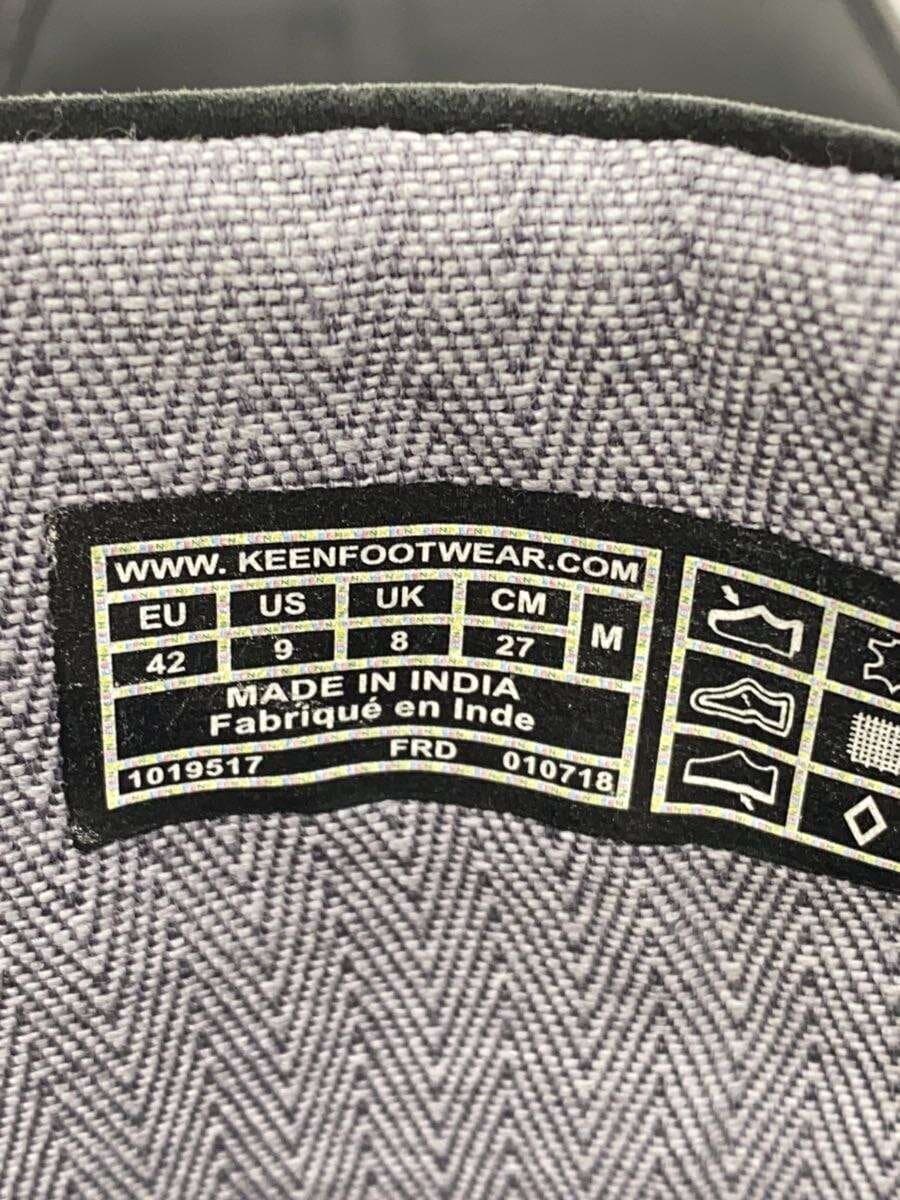 WWW. KEENFOOTWEAR.COM
EU US UK CM M
42 9 8 27
MADE IN INDIA
Fabriqué en Inde
1019517 FRD 010718